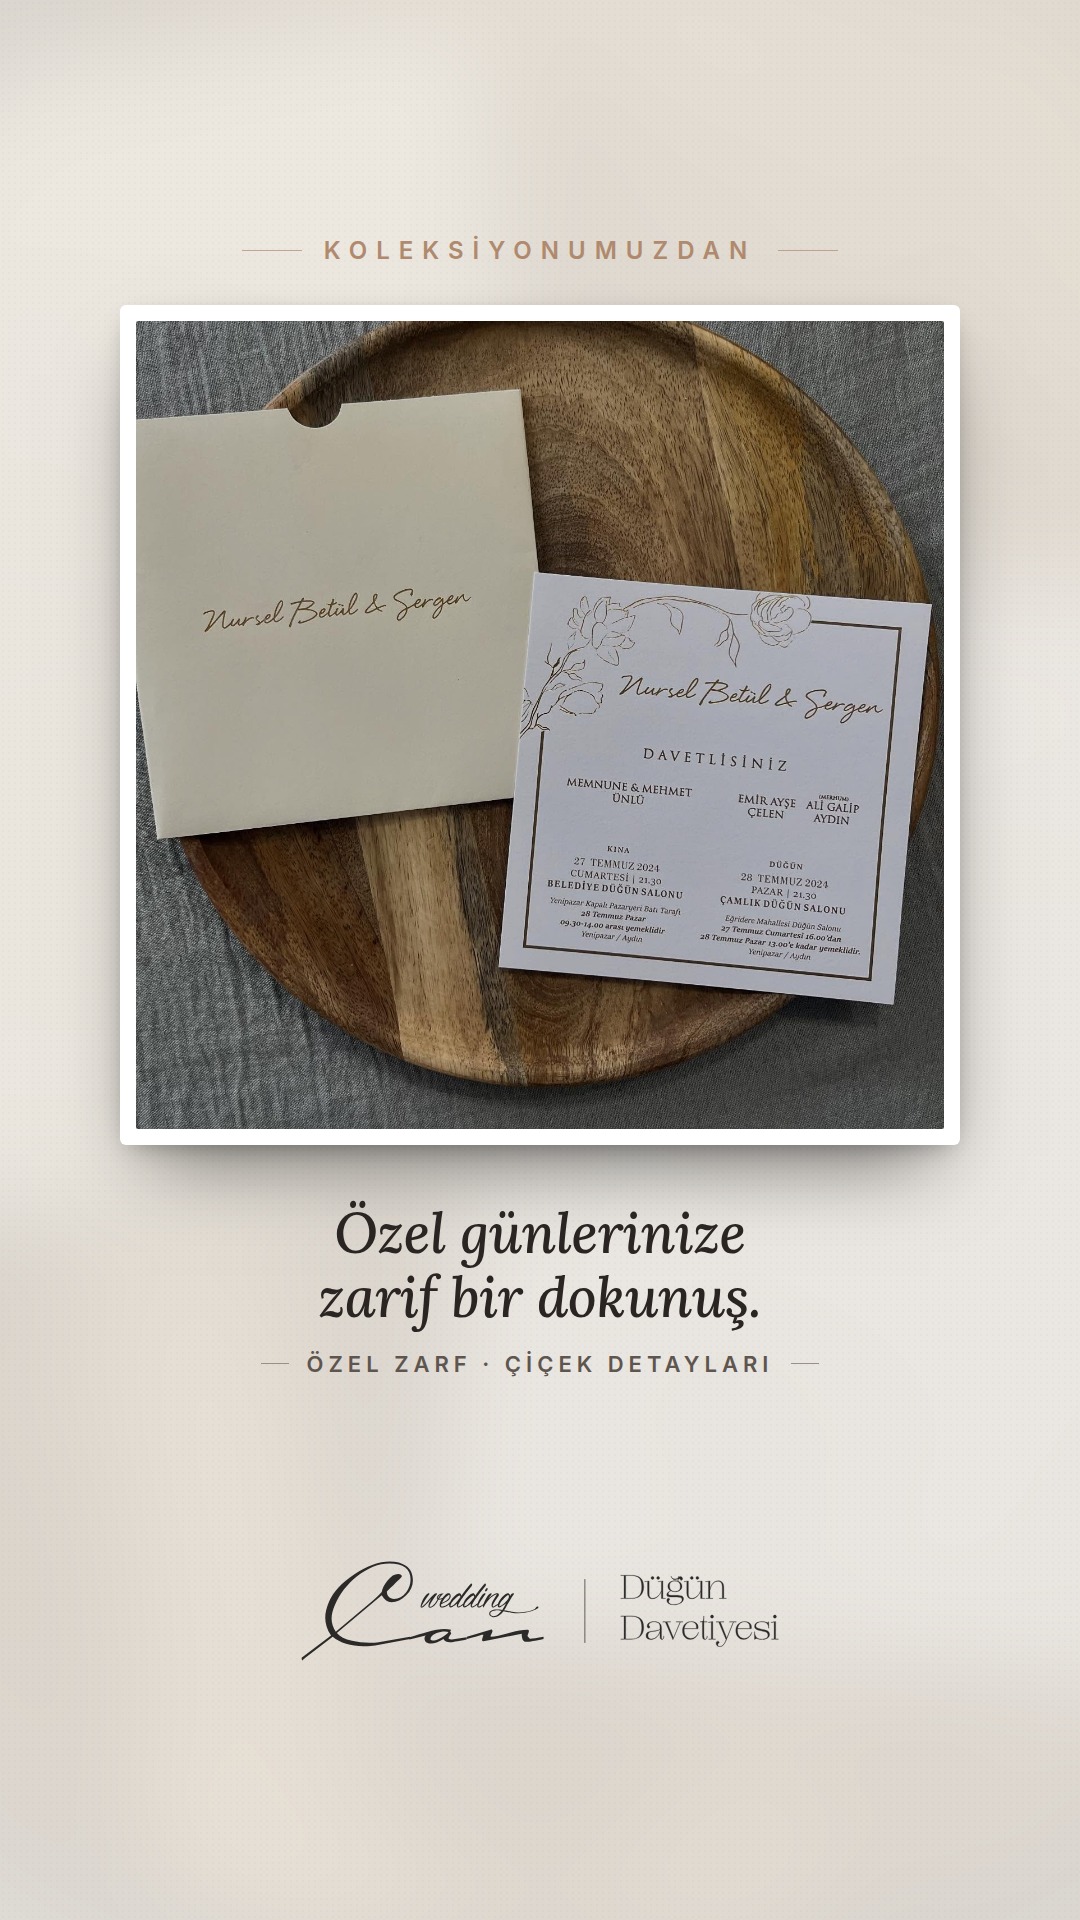 KOLEKSİYONUMUZDAN
Nursel Betül & Sergen
Nursel Betül & Sergen
DAVETLİSİNİZ
MEMNUNE & MEHMET
ÜNLÜ
EMİR AYŞE
ÇELEN
(MERHUM)
ALİ GALİP
AYDIN
KINA
27 TEMMUZ 2024
CUMARTESİ | 21.30
BELEDİYE DÜĞÜN SALONU
Yenipazar Kapalı Pazaryeri Batı Tarafı
28 Temmuz Pazar
09.30-14.00 arası yemeklidir
Yenipazar / Aydın
DÜĞÜN
28 TEMMUZ 2024
PAZAR | 21.30
ÇAMLIK DÜĞÜN SALONU
Eğridere Mahallesi Düğün Salonu
27 Temmuz Cumartesi 16.00'dan
28 Temmuz Pazar 13.00'e kadar yemeklidir.
Yenipazar / Aydın
Özel günlerinize
zarif bir dokunuş.
ÖZEL ZARF · ÇİÇEK DETAYLARI
wedding
Can
Düğün
Davetiyesi